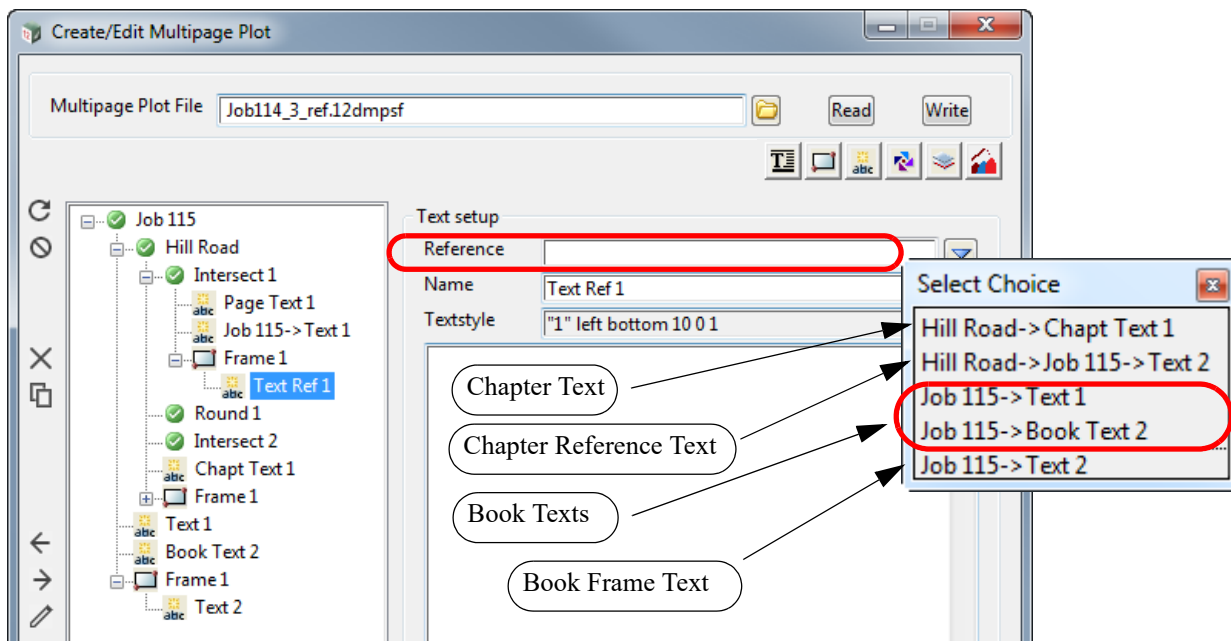 Create/Edit Multipage Plot
Multipage Plot File
Job114_3_ref.12dmpsf
Read
Write
Job 115
Hill Road
Intersect 1
Page Text 1
Job 115->Text 1
Frame 1
Text Ref 1
Round 1
Intersect 2
Chapt Text 1
Frame 1
Text 1
Book Text 2
Frame 1
Text 2
Text setup
Reference
Name
Text Ref 1
Textstyle
"1" left bottom 10 0 1
Chapter Text
Chapter Reference Text
Book Texts
Book Frame Text
Select Choice
Hill Road->Chapt Text 1
Hill Road->Job 115->Text 2
Job 115->Text 1
Job 115->Book Text 2
Job 115->Text 2